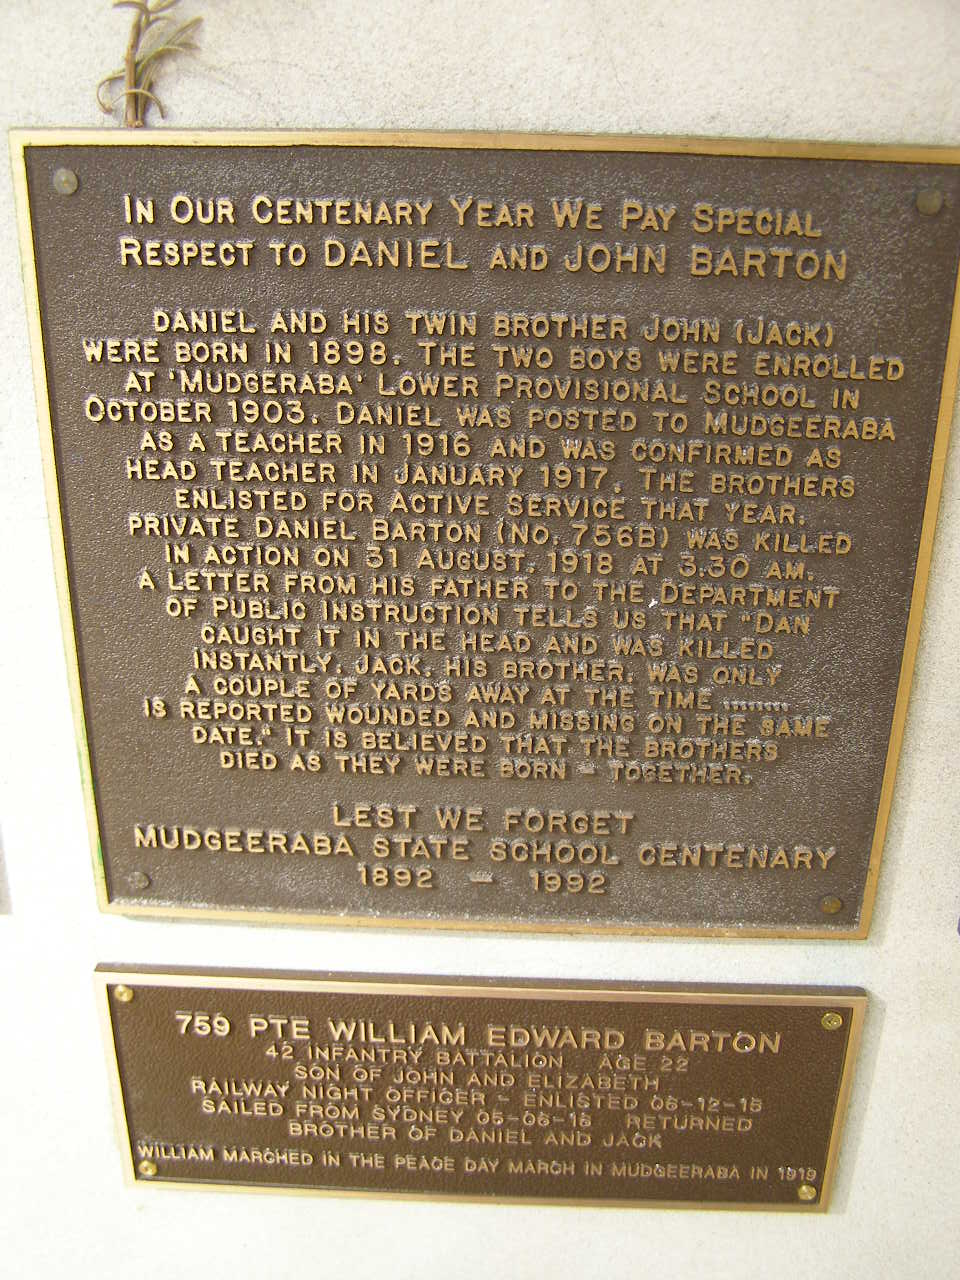 IN OUR CENTENARY YEAR WE PAY SPECIAL
RESPECT TO DANIEL AND JOHN BARTON
DANIEL AND HIS TWIN BROTHER JOHN (JACK)
WERE BORN IN 1898. THE TWO BOYS WERE ENROLLED
AT 'MUDGERABA' LOWER PROVISIONAL SCHOOL IN
OCTOBER 1903. DANIEL WAS POSTED TO MUDGEERABA
AS A TEACHER IN 1916 AND WAS CONFIRMED AS
HEAD TEACHER IN JANUARY 1917. THE BROTHERS
ENLISTED FOR ACTIVE SERVICE THAT YEAR.
PRIVATE DANIEL BARTON (NO. 756B) WAS KILLED
IN ACTION ON 31 AUGUST, 1918 AT 3.30 AM.
A LETTER FROM HIS FATHER TO THE DEPARTMENT
OF PUBLIC INSTRUCTION TELLS US THAT "DAN
CAUGHT IT IN THE HEAD AND WAS KILLED
INSTANTLY. JACK, HIS BROTHER, WAS ONLY
A COUPLE OF YARDS AWAY AT THE TIME ........
IS REPORTED WOUNDED AND MISSING ON THE SAME
DATE." IT IS BELIEVED THAT THE BROTHERS
DIED AS THEY WERE BORN - TOGETHER.
LEST WE FORGET
MUDGEERABA STATE SCHOOL CENTENARY
1892 - 1992
759 PTE WILLIAM EDWARD BARTON
42 INFANTRY BATTALION AGE 22
SON OF JOHN AND ELIZABETH
RAILWAY NIGHT OFFICER - ENLISTED 06-12-15
SAILED FROM SYDNEY 05-06-16 RETURNED
BROTHER OF DANIEL AND JACK
WILLIAM MARCHED IN THE PEACE DAY MARCH IN MUDGEERABA IN 1919